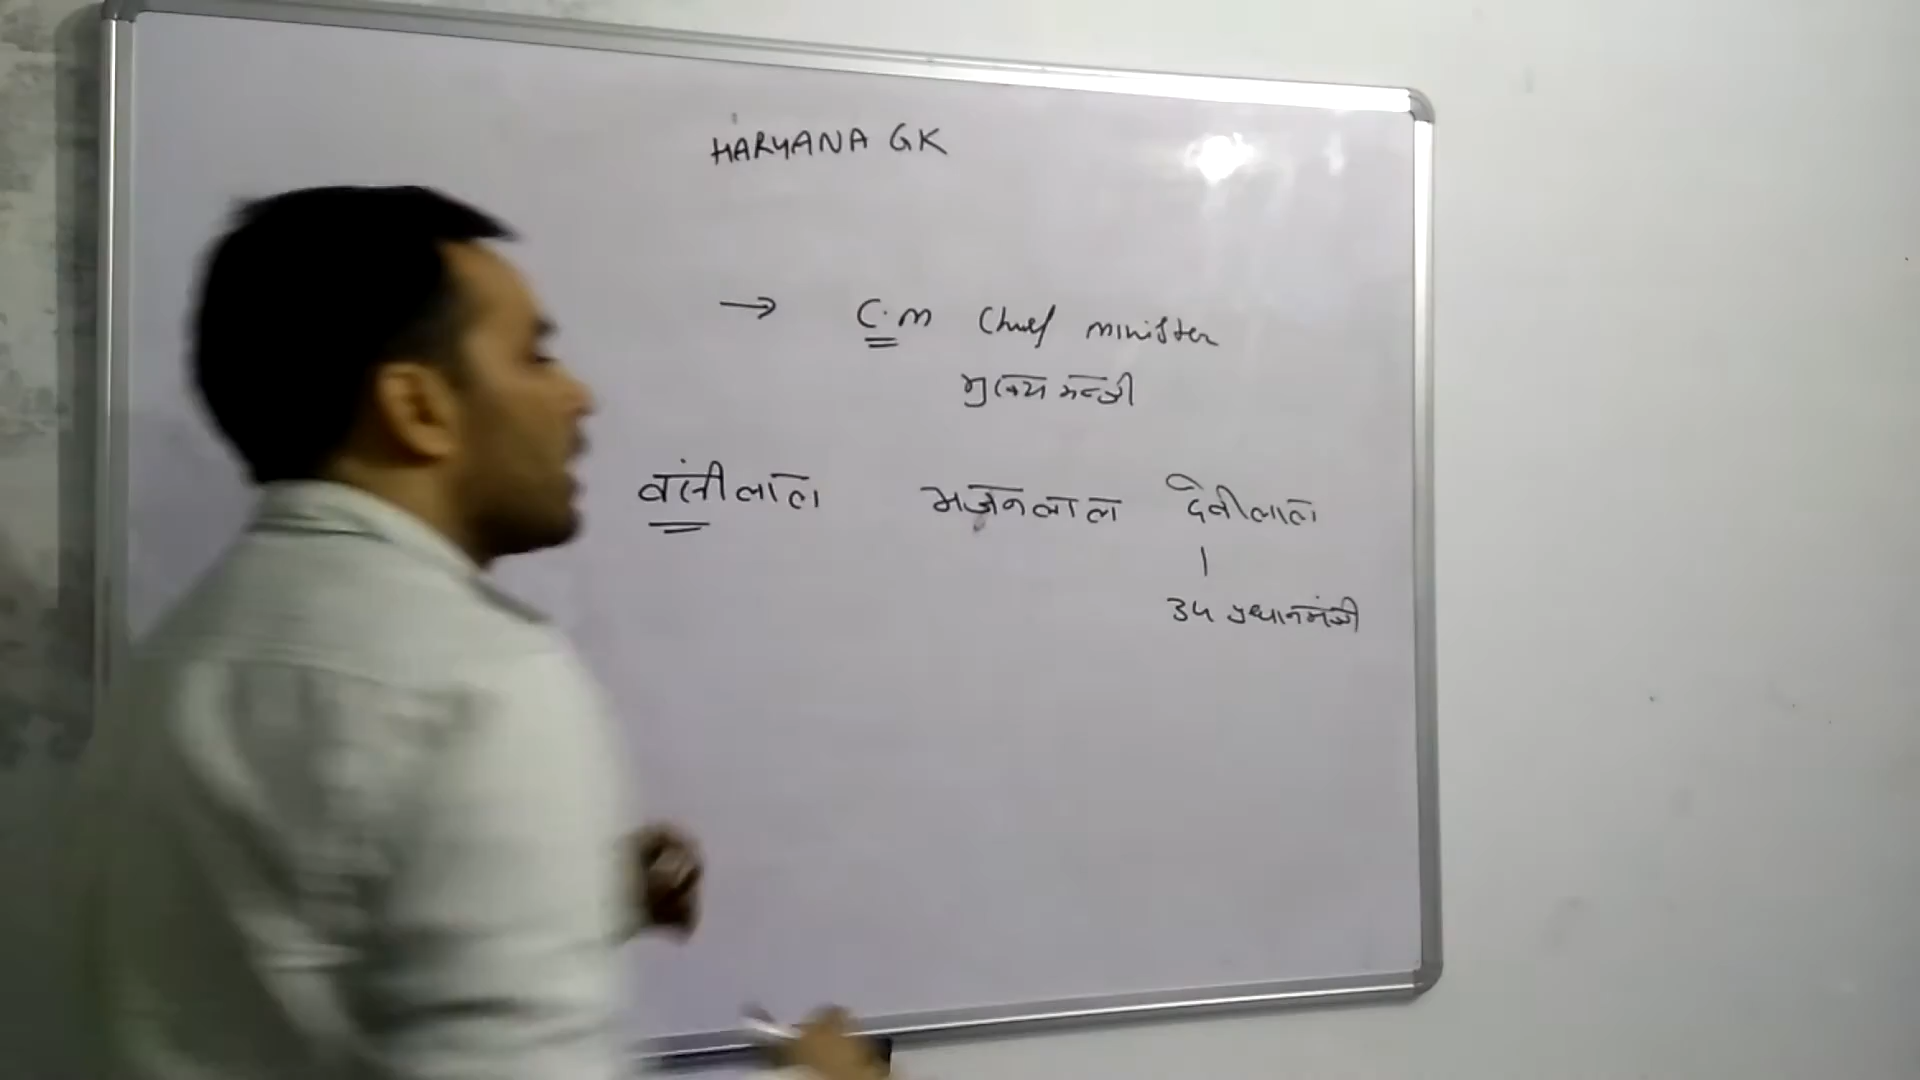 HARYANA GK
→ C.M Chief minister
मुख्य मन्त्री
बंसीलाल भजनलाल देवीलाल
उप प्रधानमंत्री